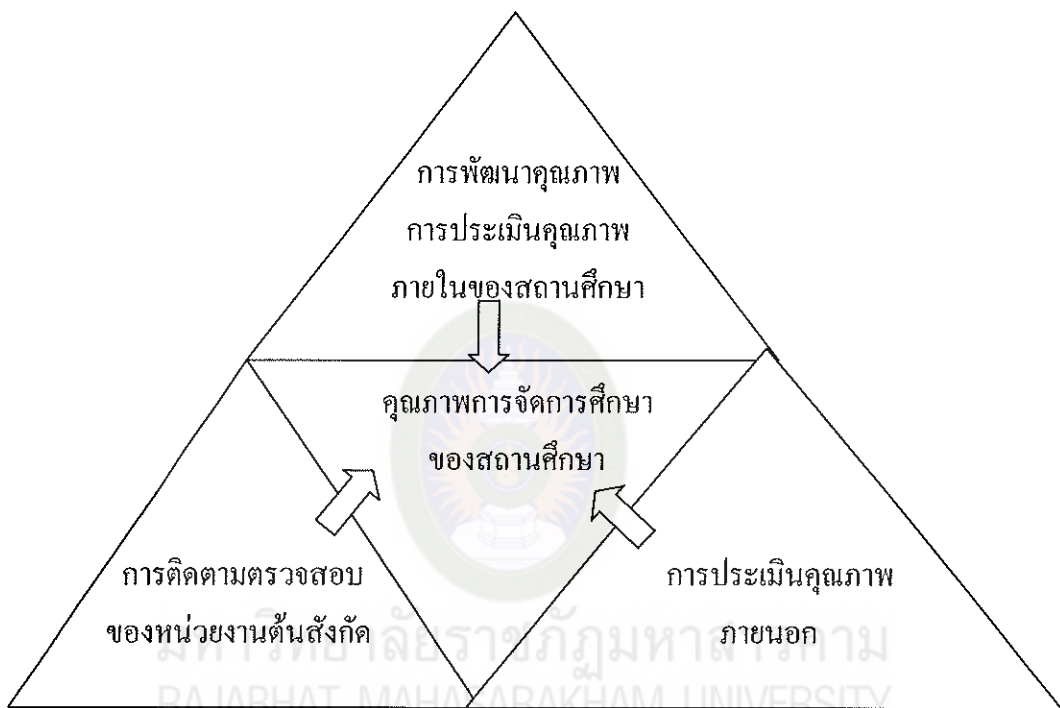 การพัฒนาคุณภาพ
การประเมินคุณภาพ
ภายในของสถานศึกษา
คุณภาพการจัดการศึกษา
ของสถานศึกษา
การติดตามตรวจสอบ
ของหน่วยงานต้นสังกัด
การประเมินคุณภาพ
ภายนอก
มหาวิทยาลัยราชภัฏมหาสารคาม
RAJABHAT MAHASARAKHAM UNIVERSITY